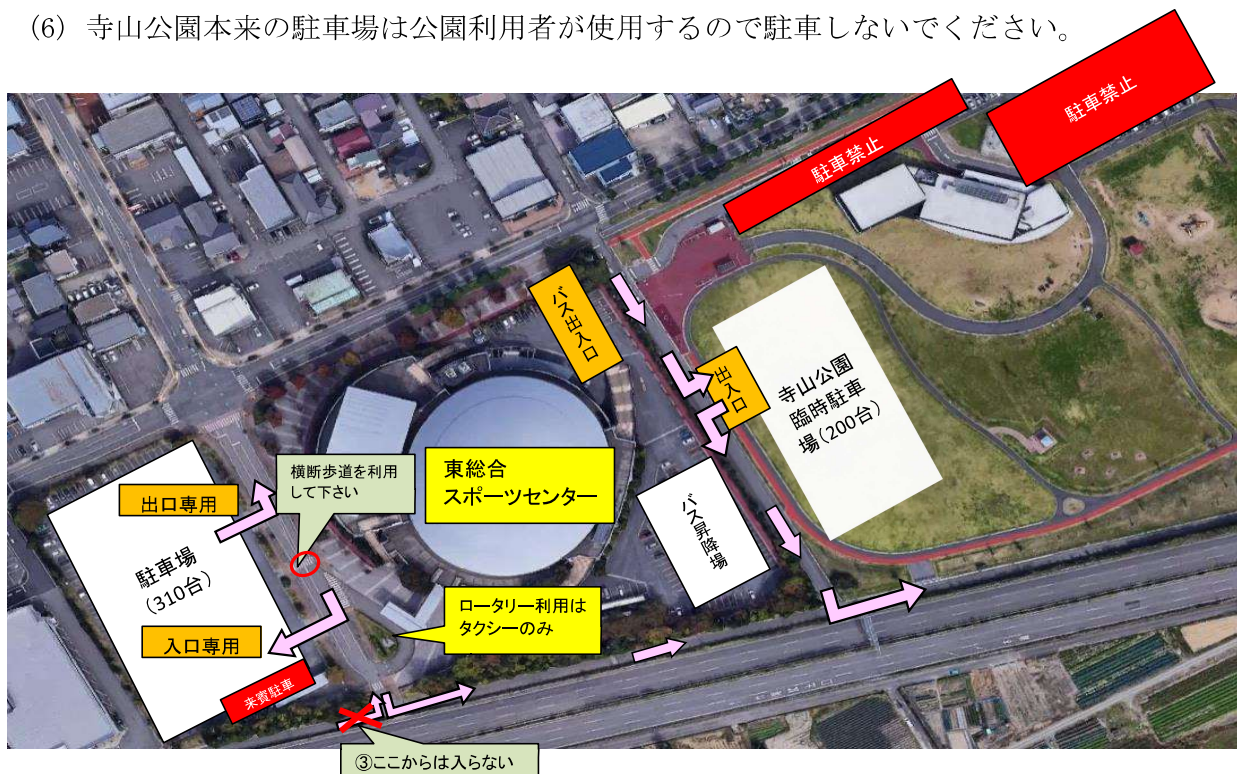 (6) 寺山公園本来の駐車場は公園利用者が使用するので駐車しないでください。
駐車禁止
駐車禁止
バス出入口
出入口
寺山公園
臨時駐車
場(200台)
横断歩道を利用
して下さい
東総合
スポーツセンター
出口専用
バス昇降場
駐車場
(310台)
ロータリー利用は
タクシーのみ
入口専用
来賓駐車
③ここからは入らない